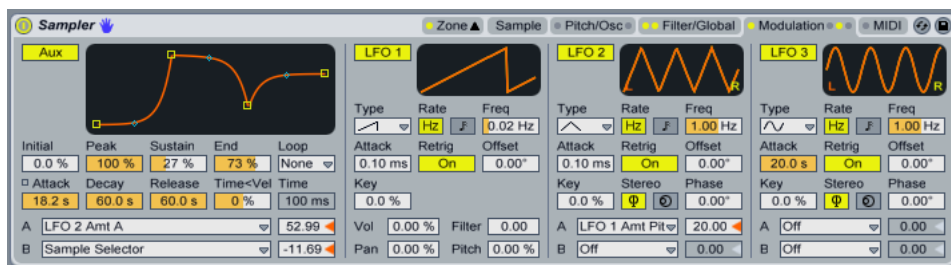 Sampler Zone Sample Pitch/Osc Filter/Global Modulation MIDI
Aux LFO 1 LFO 2 LFO 3
L R L R
Type Rate Freq Type Rate Freq Type Rate Freq
Hz 0.02 Hz Hz 1.00 Hz Hz 1.00 Hz
Initial Peak Sustain End Loop Attack Retrig Offset Attack Retrig Offset Attack Retrig Offset
0.0 % 100 % 27 % 73 % None 0.10 ms On 0.00° 0.10 ms On 0.00° 20.0 s On 0.00°
Attack Decay Release Time<Vel Time Key Key Stereo Phase Key Stereo Phase
18.2 s 60.0 s 60.0 s 0 % 100 ms 0.0 % 0.0 % 0.00° 0.0 % 0.00°
A LFO 2 Amt A 52.99 Vol 0.00 % Filter 0.00 A LFO 1 Amt Pit 20.00 A Off 0.00
B Sample Selector -11.69 Pan 0.00 % Pitch 0.00 % B Off 0.00 B Off 0.00